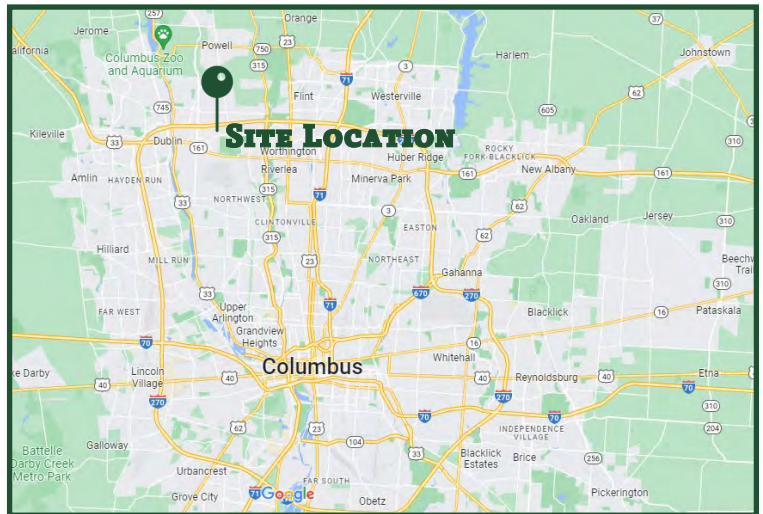 257
Orange
37
Jerome
Powell
23
750
California
Columbus Zoo
and Aquarium
315
3
Harlem
Johnstown
71
62
Flint
Westerville
745
605
Kileville
33
Dublin
161
SITE LOCATION
Worthington
Huber Ridge
ROCKY
FORK-BLACKLICK
310
Riverlea
161
New Albany
161
Amlin
HAYDEN RUN
Minerva Park
NORTHWEST
315
71
33
3
62
CLINTONVILLE
EASTON
Oakland
Jersey
310
315
62
Hilliard
MILL RUN
23
NORTHEAST
Gahanna
Beechw
Trail
310
33
670
270
71
FAR WEST
Upper
Arlington
Blacklick
16
Pataskala
Grandview
Heights
70
16
Columbus
Whitehall
ke Darby
Lincoln
Village
40
40
40
Reynoldsburg
40
Etna
70
270
270
310
70
70
62
23
INDEPENDENCE
VILLAGE
204
104
Galloway
33
Battelle
Darby Creek
Metro Park
Blacklick
Estates
Brice
256
Urbancrest
FAR SOUTH
Pickerington
71
Google
Grove City
Obetz